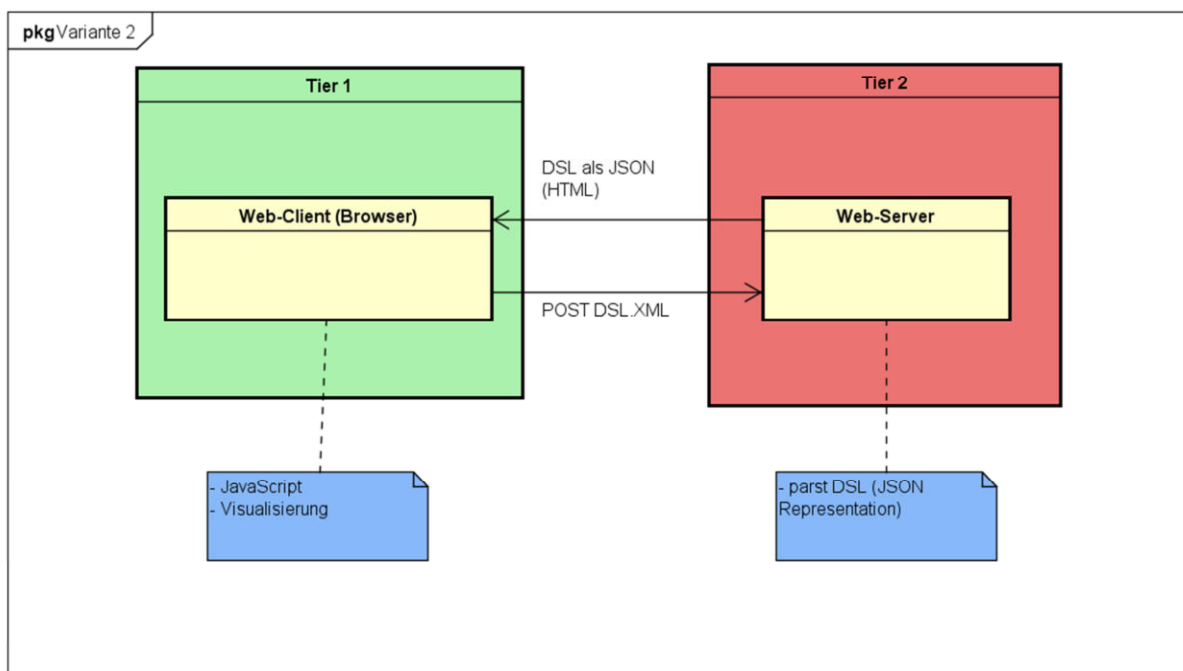 pkg Variante 2
Tier 1
Tier 2
DSL als JSON
(HTML)
Web-Client (Browser)
Web-Server
POST DSL.XML
- JavaScript
- Visualisierung
- parst DSL (JSON
Representation)